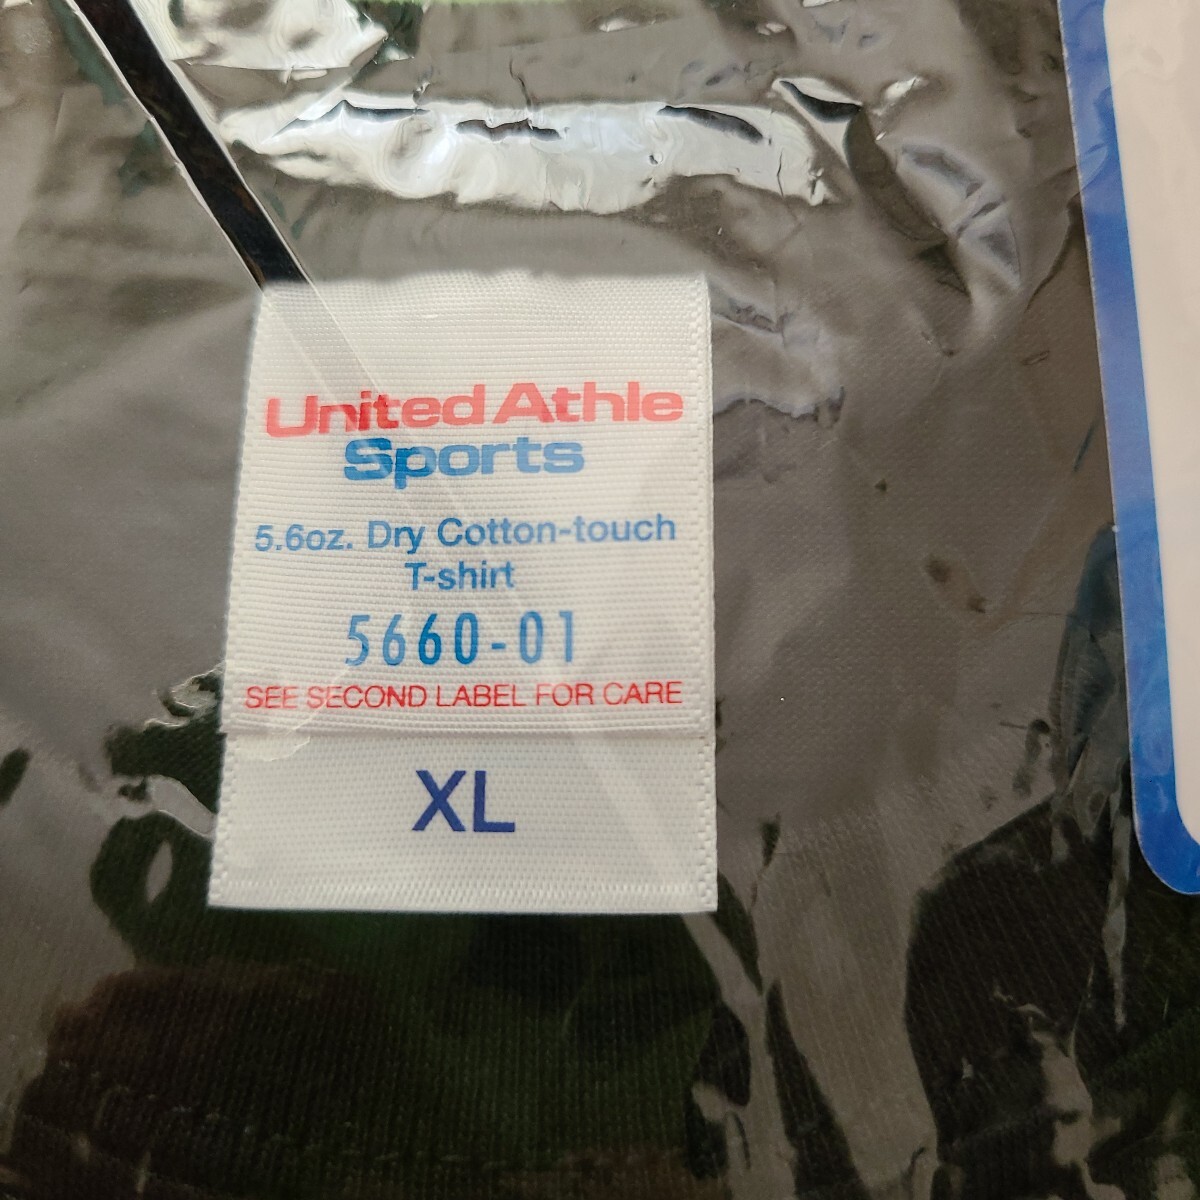 United Athle
Sports
5.6oz. Dry Cotton-touch
T-shirt
5660-01
SEE SECOND LABEL FOR CARE
XL